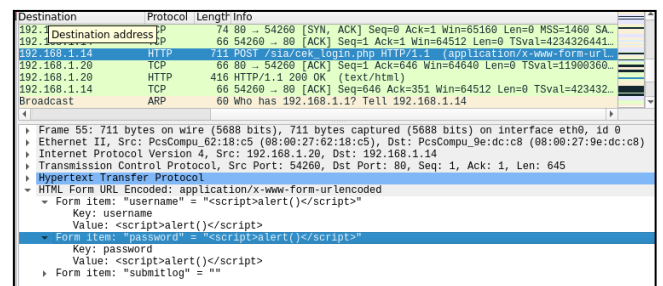 Destination Protocol Length Info
192.1 CP 74 80 → 54260 [SYN, ACK] Seq=0 Ack=1 Win=65160 Len=0 MSS=1460 SA…
Destination address
192.168.1.14 TCP 66 54260 → 80 [ACK] Seq=1 Ack=1 Win=64512 Len=0 TSval=4234326441…
192.168.1.14 HTTP 711 POST /sia/cek_login.php HTTP/1.1 (application/x-www-form-url…
192.168.1.20 TCP 66 80 → 54260 [ACK] Seq=1 Ack=646 Win=64640 Len=0 TSval=11900360…
192.168.1.20 HTTP 416 HTTP/1.1 200 OK (text/html)
192.168.1.14 TCP 66 54260 → 80 [ACK] Seq=646 Ack=351 Win=64512 Len=0 TSval=423432…
Broadcast ARP 60 Who has 192.168.1.1? Tell 192.168.1.14
Frame 55: 711 bytes on wire (5688 bits), 711 bytes captured (5688 bits) on interface eth0, id 0
Ethernet II, Src: PcsCompu_62:18:c5 (08:00:27:62:18:c5), Dst: PcsCompu_9e:dc:c8 (08:00:27:9e:dc:c8)
Internet Protocol Version 4, Src: 192.168.1.20, Dst: 192.168.1.14
Transmission Control Protocol, Src Port: 54260, Dst Port: 80, Seq: 1, Ack: 1, Len: 645
Hypertext Transfer Protocol
HTML Form URL Encoded: application/x-www-form-urlencoded
Form item: "username" = "<script>alert()</script>"
Key: username
Value: <script>alert()</script>
Form item: "password" = "<script>alert()</script>"
Key: password
Value: <script>alert()</script>
Form item: "submitlog" = ""